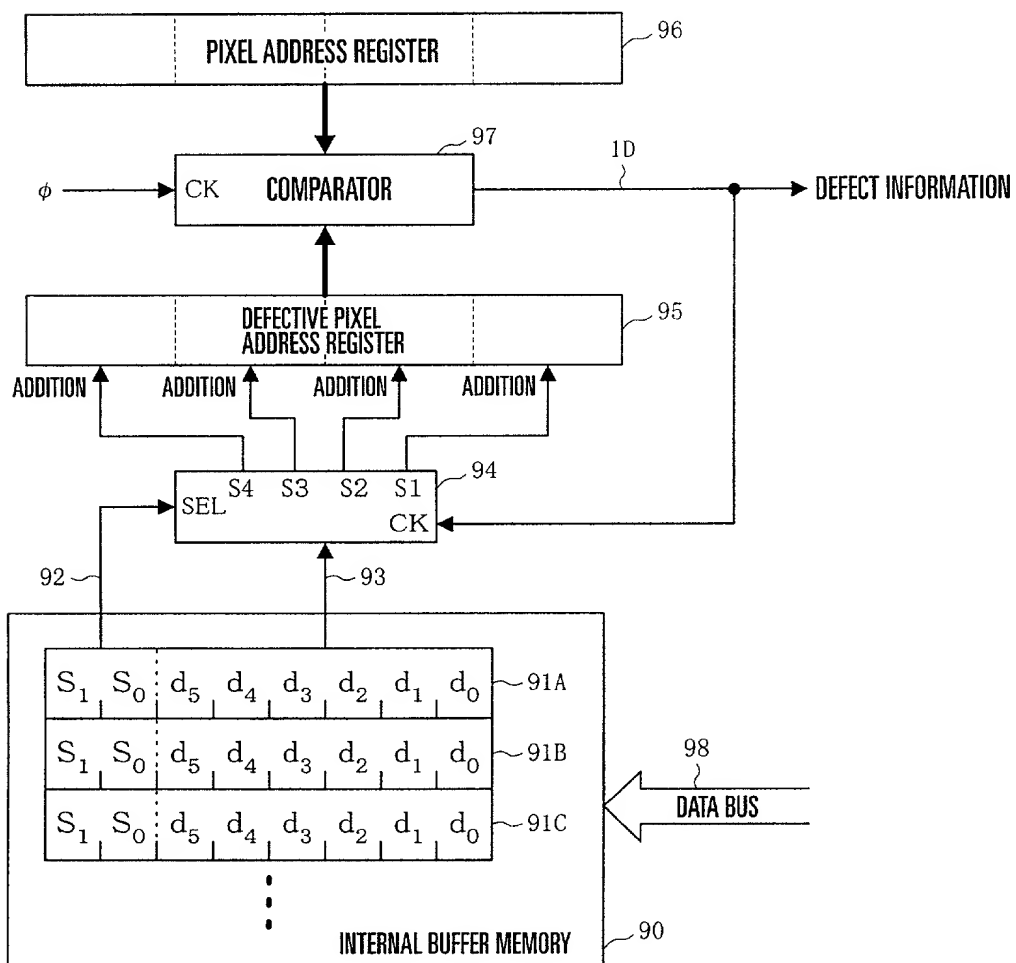 PIXEL ADDRESS REGISTER
96
97
1D
φ
CK
COMPARATOR
DEFECT INFORMATION
DEFECTIVE PIXEL
ADDRESS REGISTER
95
ADDITION ADDITION ADDITION ADDITION
S4 S3 S2 S1
94
SEL
CK
92
93
S1 S0 d5 d4 d3 d2 d1 d0
91A
S1 S0 d5 d4 d3 d2 d1 d0
91B
S1 S0 d5 d4 d3 d2 d1 d0
91C
98
DATA BUS
INTERNAL BUFFER MEMORY
90